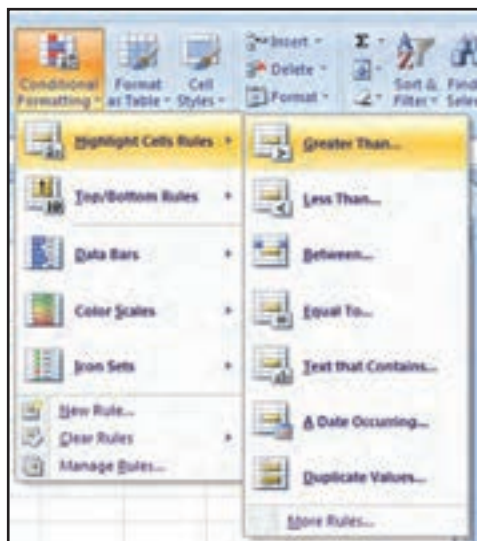 Conditional Formatting
Format as Table
Cell Styles
Insert
Delete
Format
Σ
Sort & Filter
Find
Selec
Highlight Cells Rules
Top/Bottom Rules
Data Bars
Color Scales
Icon Sets
New Rule...
Clear Rules
Manage Rules...
Greater Than...
Less Than...
Between...
Equal To...
Text that Contains...
A Date Occurring...
Duplicate Values...
More Rules...